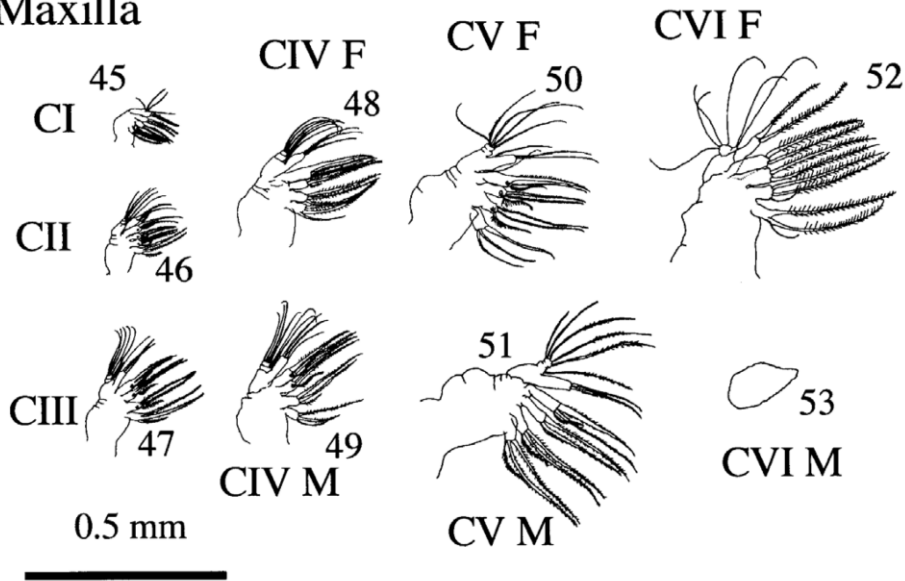 Maxilla
45
CI
CII
46
CIII
47
CIV F
48
49
CIV M
CV F
50
51
CV M
CVI F
52
53
CVI M
0.5 mm